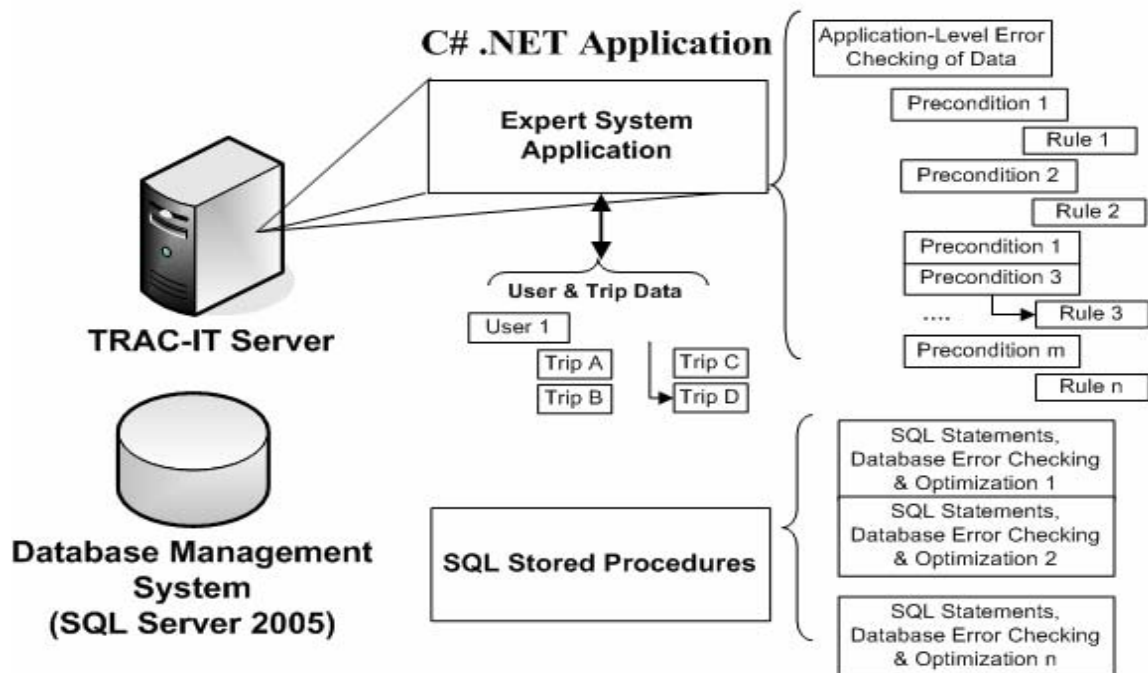 C# .NET Application
Expert System
Application
TRAC-IT Server
User & Trip Data
User 1
Trip A
Trip B
Trip C
Trip D
Application-Level Error
Checking of Data
Precondition 1
Rule 1
Precondition 2
Rule 2
Precondition 1
Precondition 3
....
Rule 3
Precondition m
Rule n
Database Management
System
(SQL Server 2005)
SQL Stored Procedures
SQL Statements,
Database Error Checking
& Optimization 1
SQL Statements,
Database Error Checking
& Optimization 2
SQL Statements,
Database Error Checking
& Optimization n